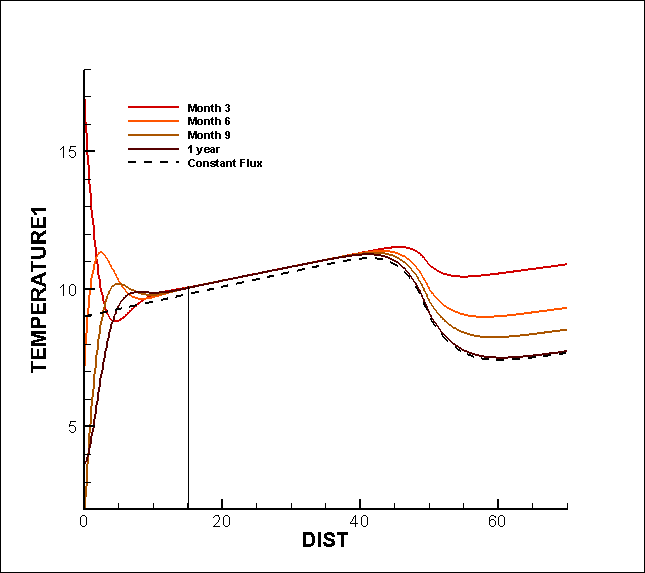 Month 3
Month 6
Month 9
1 year
Constant Flux
15
10
5
TEMPERATURE1
0 20 40 60
DIST